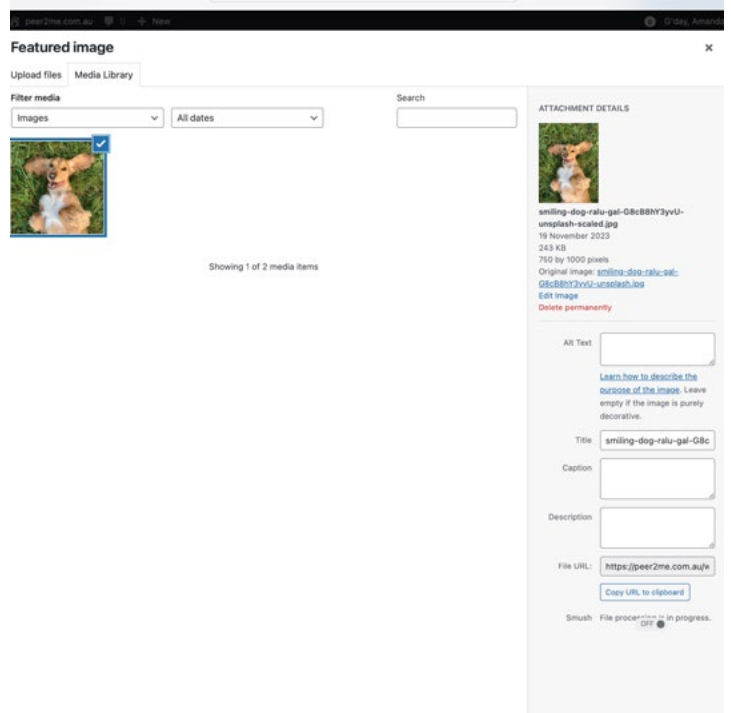 peer2me.com.au
+ New
G'day, Amanda
Featured image
×
Upload files Media Library
Filter media
Search
Images
All dates
Showing 1 of 2 media items
ATTACHMENT DETAILS
smiling-dog-ralu-gal-G8cB8hY3yvU-
unsplash-scaled.jpg
19 November 2023
243 KB
750 by 1000 pixels
Original image: smiling-dog-ralu-gal-
G8cB8hY3yvU-unsplash.jpg
Edit Image
Delete permanently
Alt Text
Learn how to describe the
purpose of the image. Leave
empty if the image is purely
decorative.
Title smiling-dog-ralu-gal-G8c
Caption
Description
File URL: https://peer2me.com.au/w
Copy URL to clipboard
Smush File in progress.
OFF